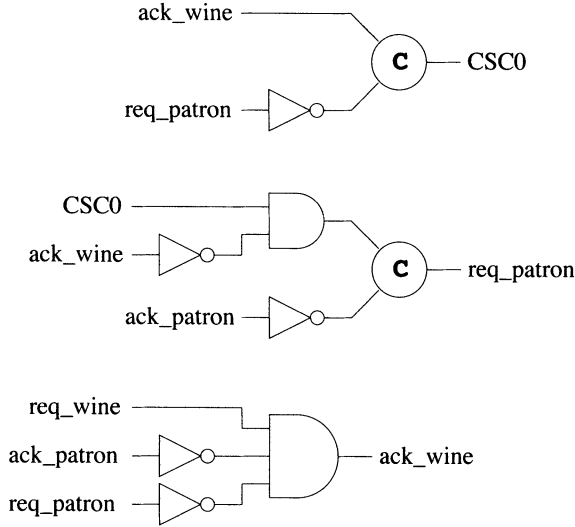 ack_wine
C CSC0
req_patron
CSC0
ack_wine
C req_patron
ack_patron
req_wine
ack_patron ack_wine
req_patron